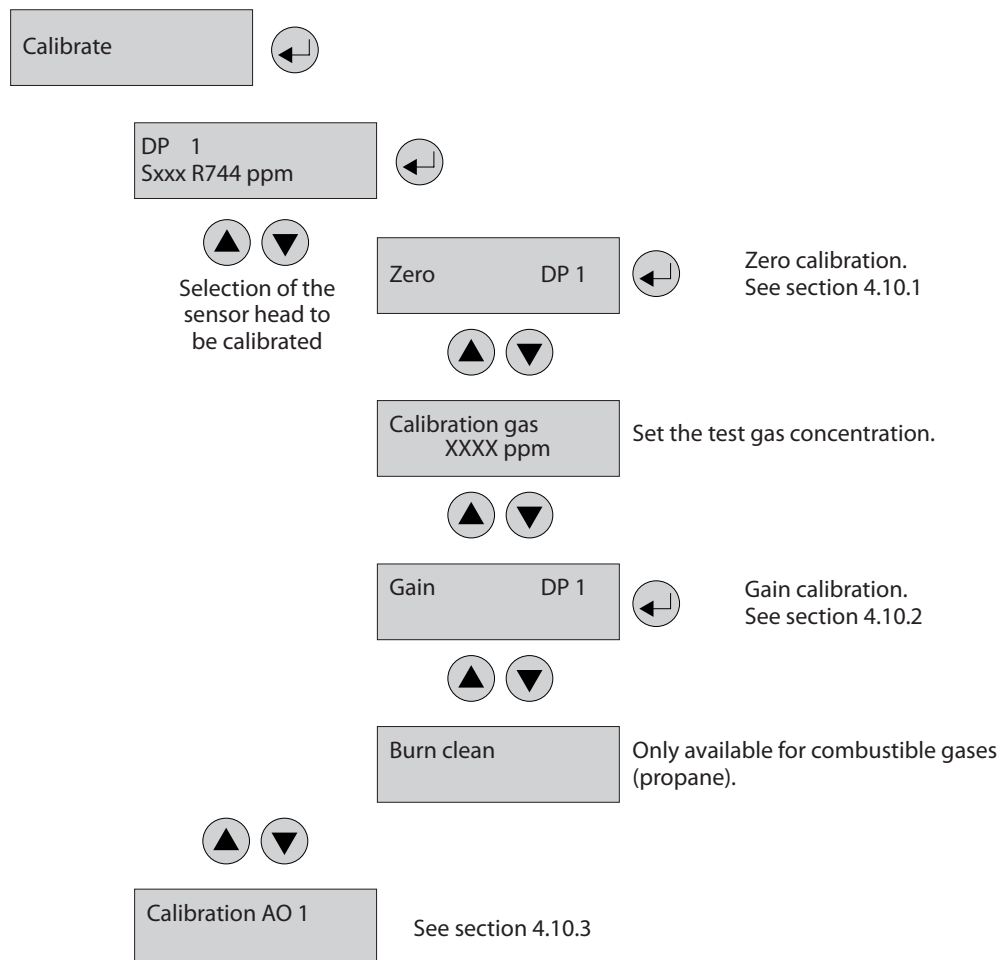 Calibrate
DP 1
Sxxx R744 ppm
Selection of the
sensor head to
be calibrated
Zero DP 1
Zero calibration.
See section 4.10.1
Calibration gas
XXXX ppm
Set the test gas concentration.
Gain DP 1
Gain calibration.
See section 4.10.2
Burn clean
Only available for combustible gases
(propane).
Calibration AO 1
See section 4.10.3